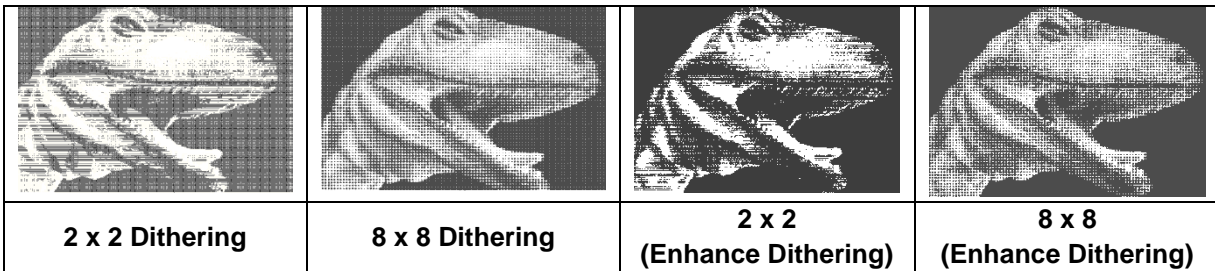 2 x 2 Dithering
8 x 8 Dithering
2 x 2
(Enhance Dithering)
8 x 8
(Enhance Dithering)